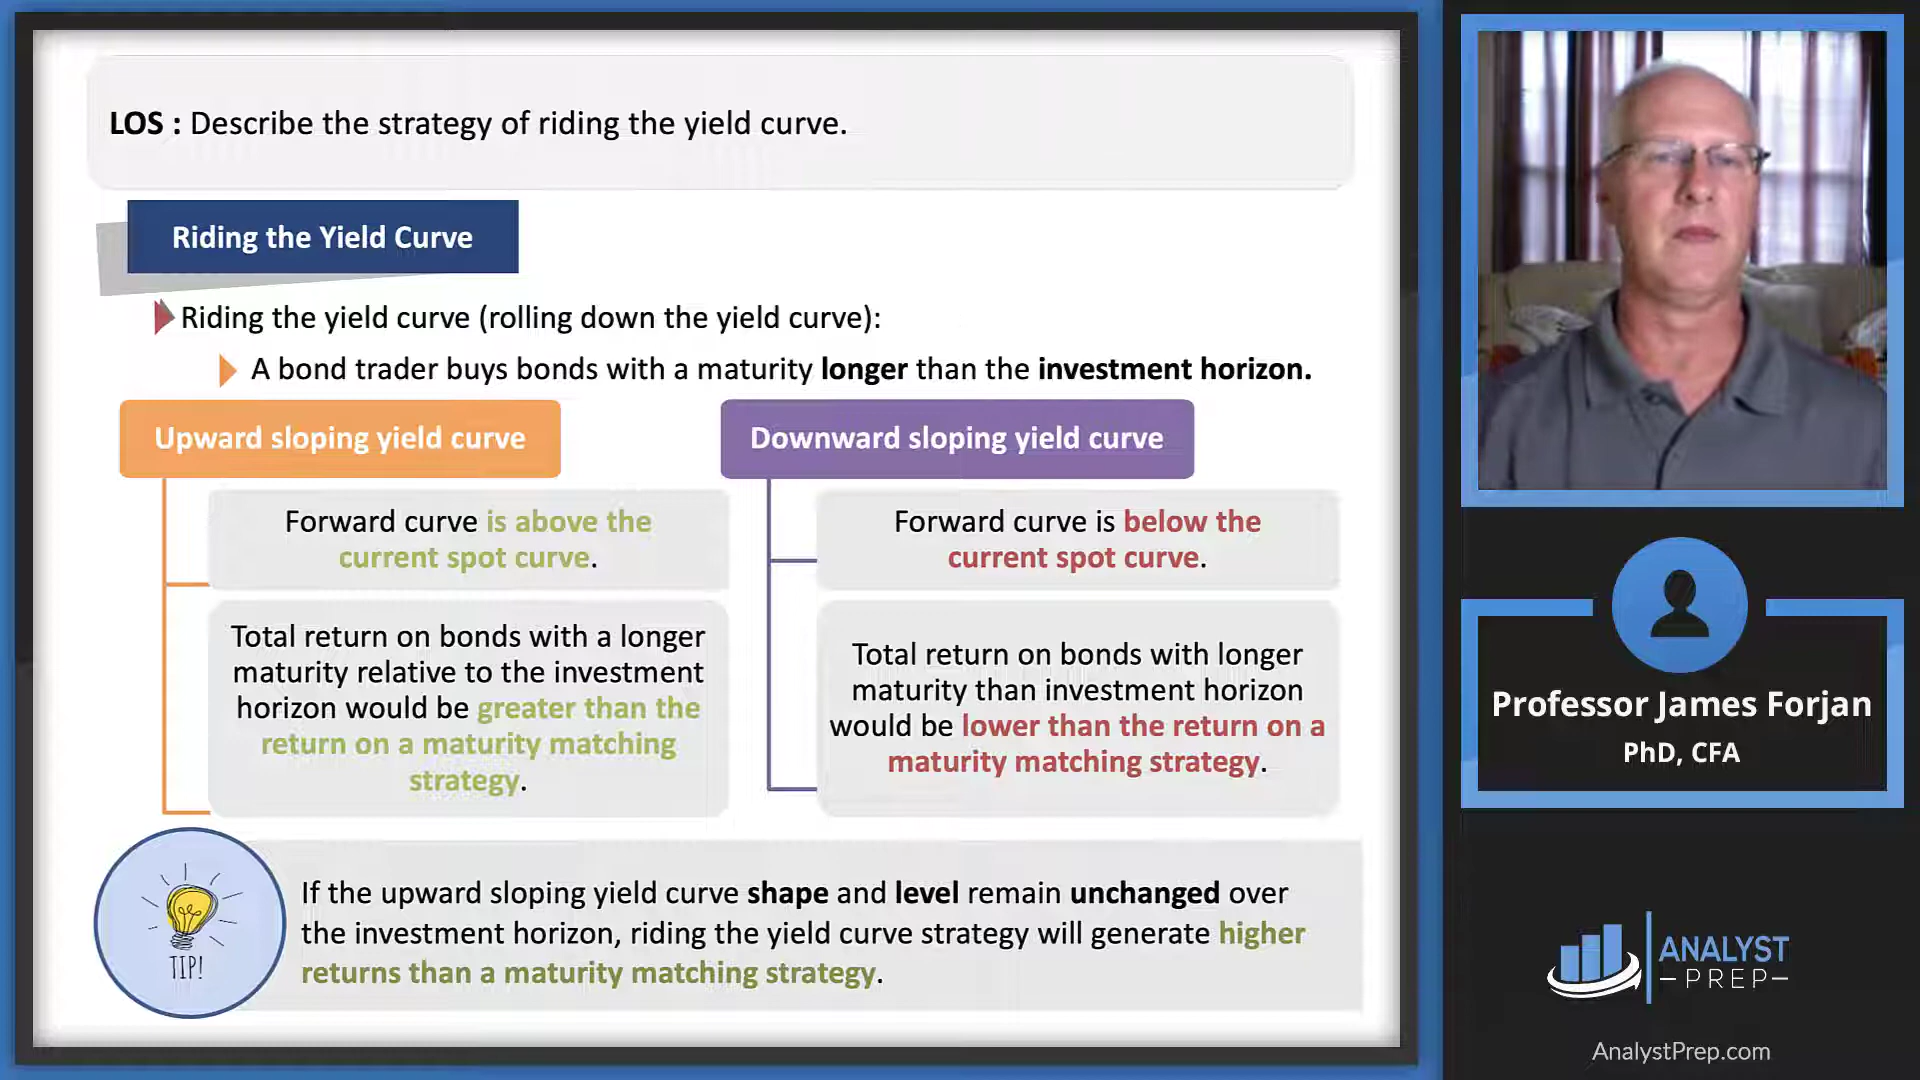 LOS : Describe the strategy of riding the yield curve.
Riding the Yield Curve
Riding the yield curve (rolling down the yield curve):
A bond trader buys bonds with a maturity longer than the investment horizon.
Upward sloping yield curve
Forward curve is above the
current spot curve.
Total return on bonds with a longer
maturity relative to the investment
horizon would be greater than the
return on a maturity matching
strategy.
Downward sloping yield curve
Forward curve is below the
current spot curve.
Total return on bonds with longer
maturity than investment horizon
would be lower than the return on a
maturity matching strategy.
TIP!
If the upward sloping yield curve shape and level remain unchanged over
the investment horizon, riding the yield curve strategy will generate higher
returns than a maturity matching strategy.
Professor James Forjan
PhD, CFA
ANALYST
PREP
AnalystPrep.com